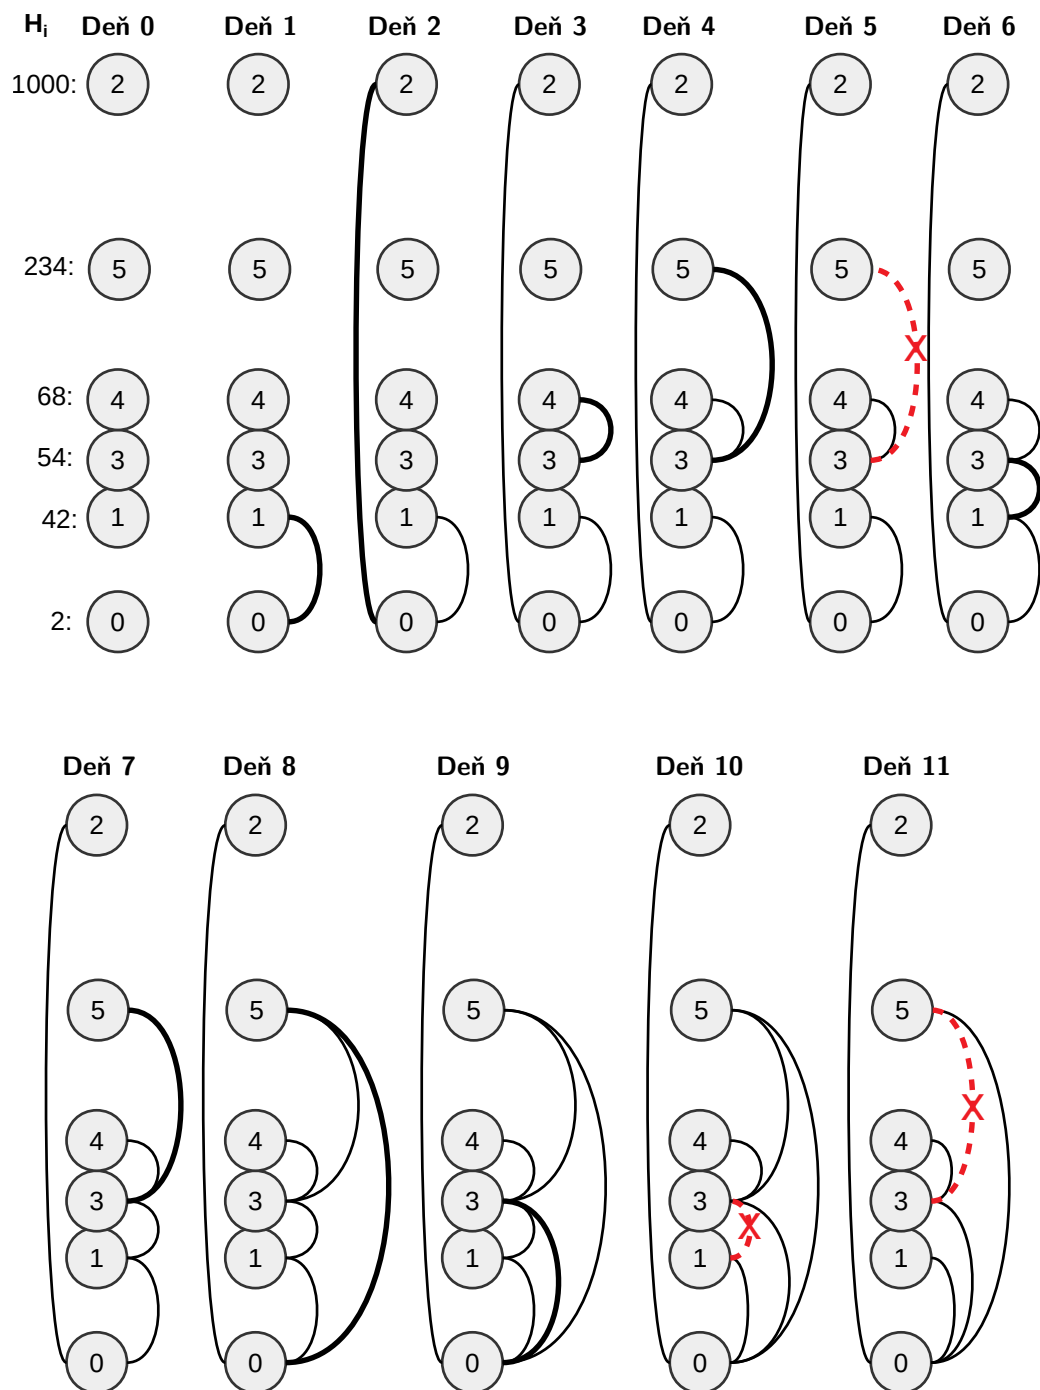 Hi Deň 0 Deň 1 Deň 2 Deň 3 Deň 4 Deň 5 Deň 6
1000: 2 2 2 2 2 2 2
234: 5 5 5 5 5 5 5
X
68: 4 4 4 4 4 4 4
54: 3 3 3 3 3 3 3
42: 1 1 1 1 1 1 1
2: 0 0 0 0 0 0 0
Deň 7 Deň 8 Deň 9 Deň 10 Deň 11
2 2 2 2 2
5 5 5 5 5
X
4 4 4 4 4
3 3 3 3 3
X
1 1 1 1 1
0 0 0 0 0